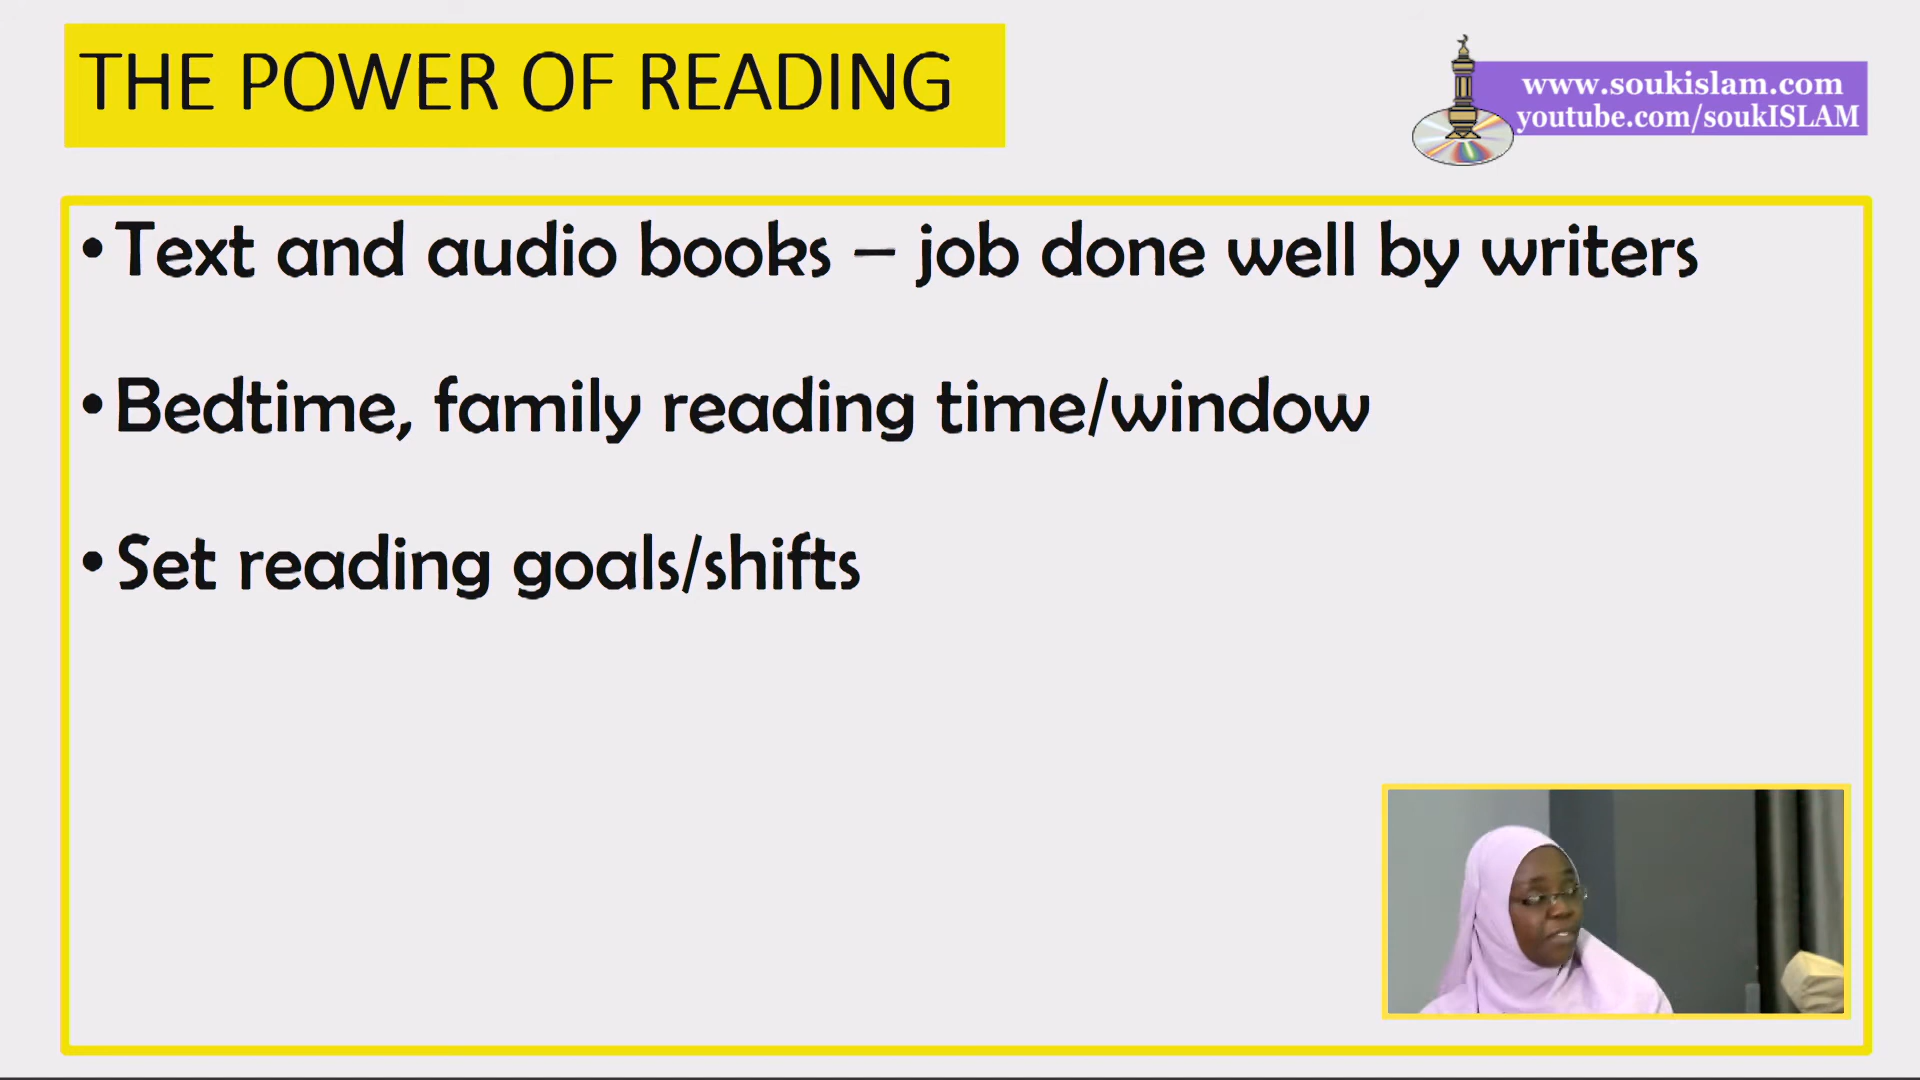 THE POWER OF READING
www.soukislam.com
youtube.com/soukISLAM
• Text and audio books – job done well by writers
• Bedtime, family reading time/window
• Set reading goals/shifts